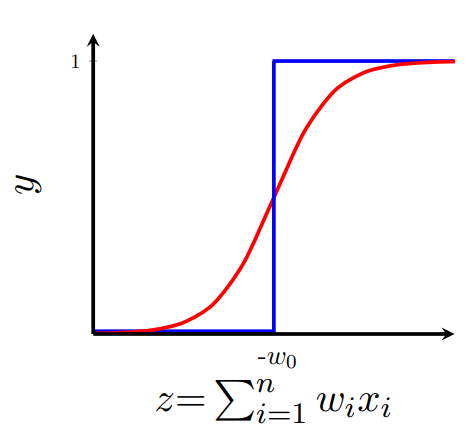 1
y
-w₀
z=∑ⁿᵢ₌₁ wᵢxᵢ